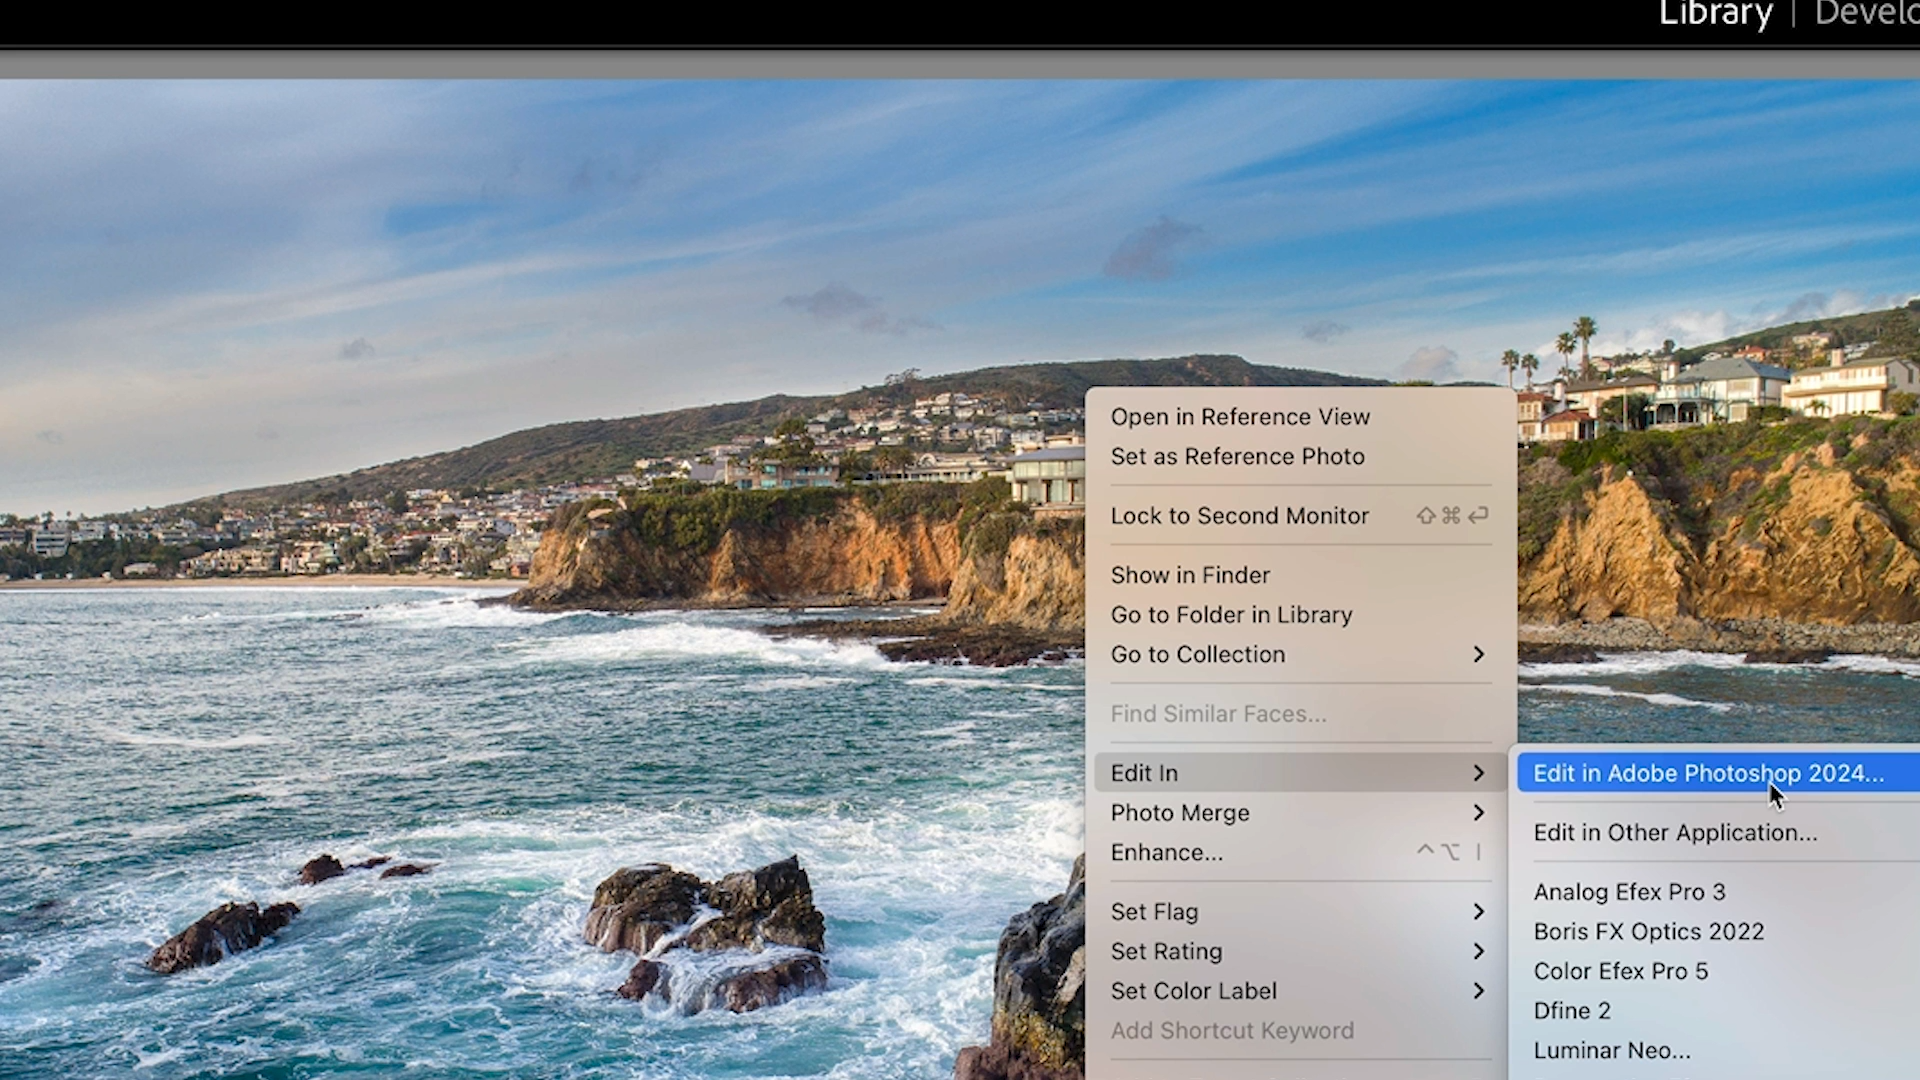 Library | Develo
Open in Reference View
Set as Reference Photo
Lock to Second Monitor ⇧⌘↩
Show in Finder
Go to Folder in Library
Go to Collection
Find Similar Faces...
Edit In
Edit in Adobe Photoshop 2024...
Photo Merge
Edit in Other Application...
Enhance... ^⌥ I
Analog Efex Pro 3
Set Flag
Boris FX Optics 2022
Set Rating
Color Efex Pro 5
Set Color Label
Dfine 2
Add Shortcut Keyword
Luminar Neo...